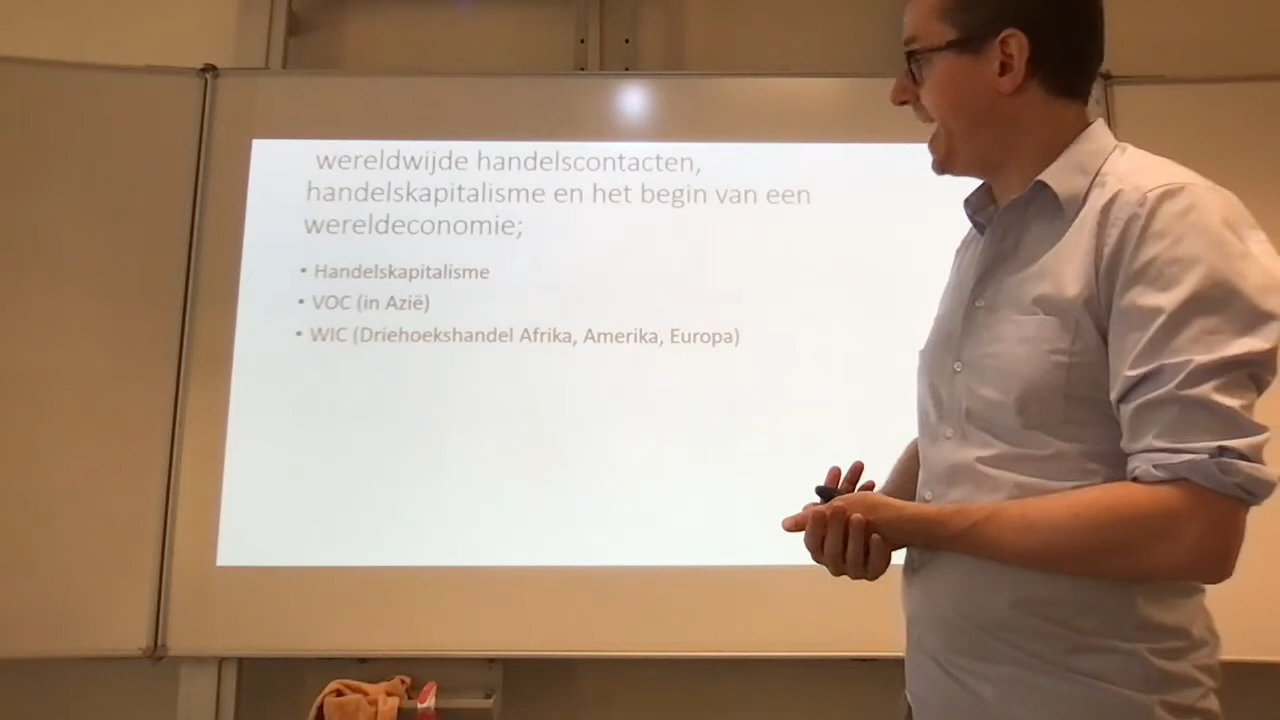 wereldwijde handelscontacten,
handelskapitalisme en het begin van een
wereldeconomie;
• Handelskapitalisme
• VOC (in Azië)
• WIC (Driehoekshandel Afrika, Amerika, Europa)